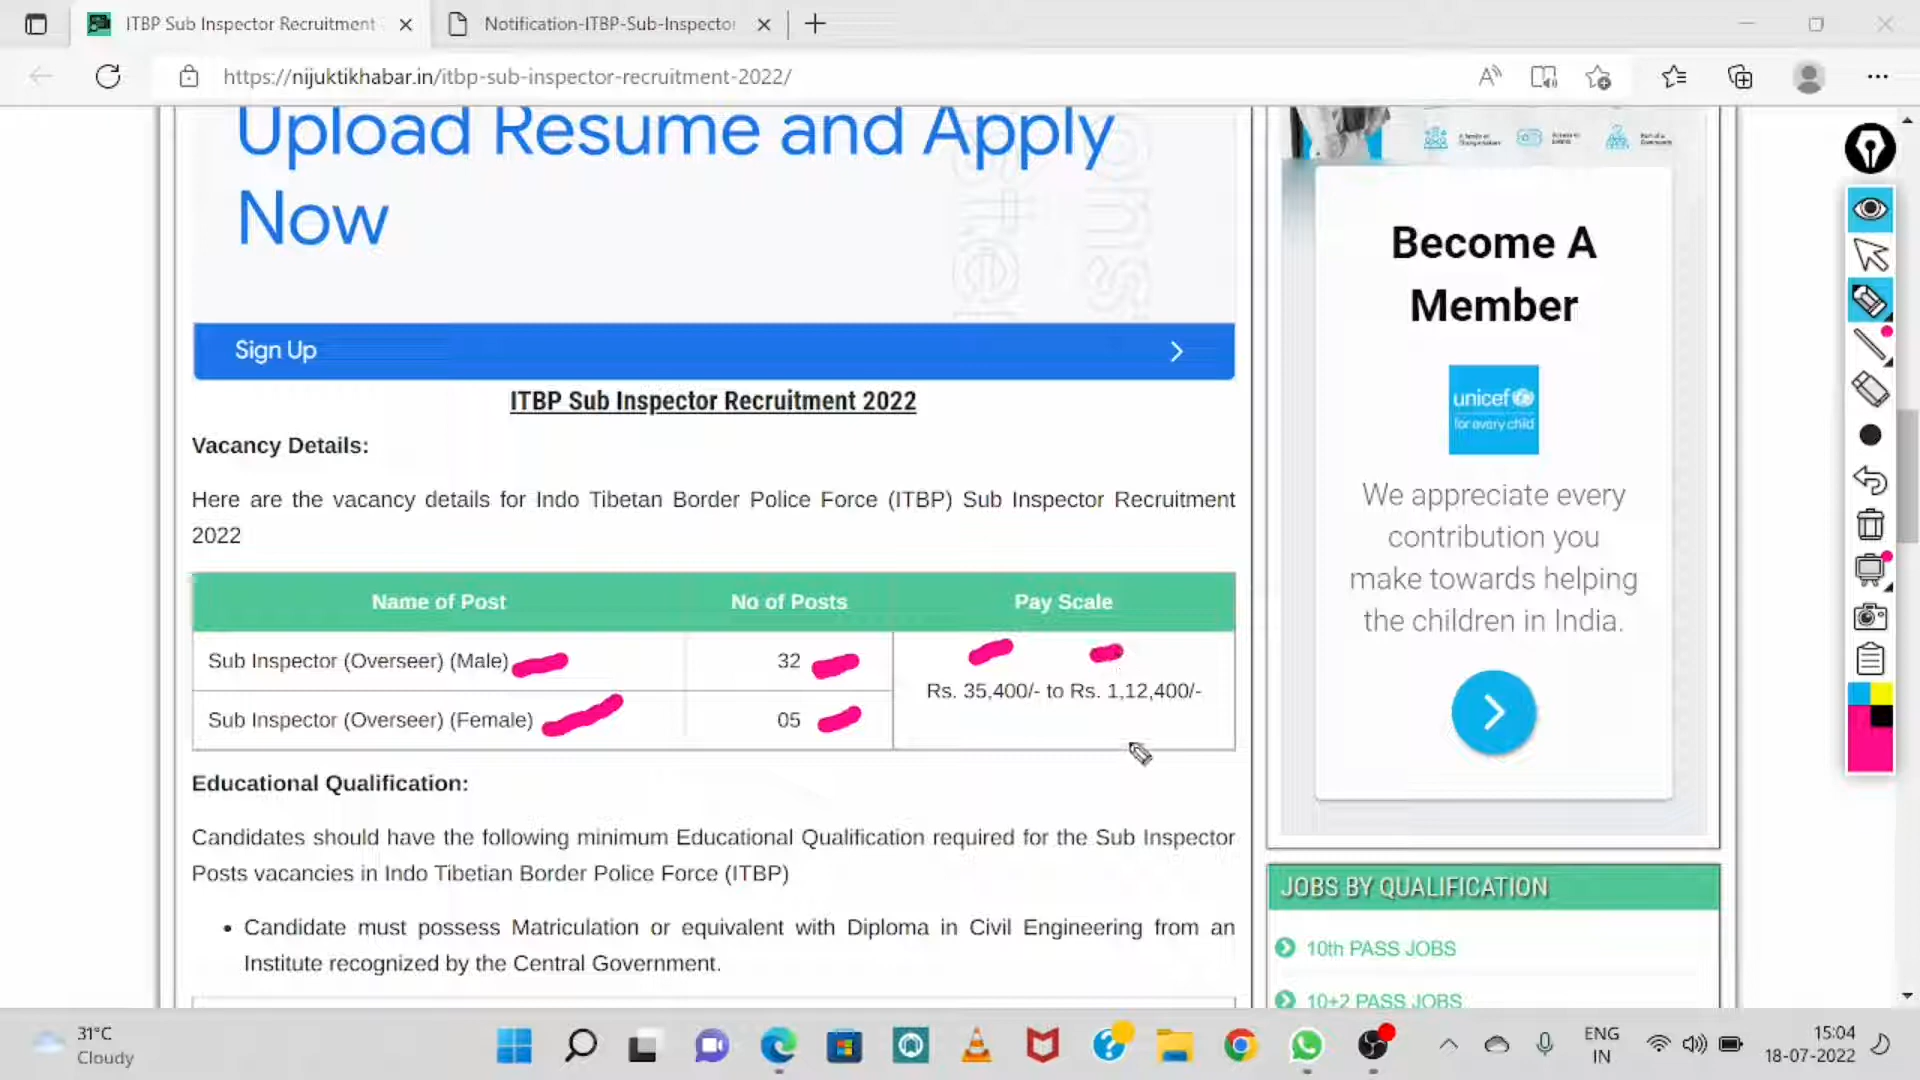 ITBP Sub Inspector Recruitment
Notification-ITBP-Sub-Inspector
https://nijuktikhabar.in/itbp-sub-inspector-recruitment-2022/
Upload Resume and Apply
Now
Sign Up
ITBP Sub Inspector Recruitment 2022
Vacancy Details:
Here are the vacancy details for Indo Tibetan Border Police Force (ITBP) Sub Inspector Recruitment
2022
Name of Post No of Posts Pay Scale
Sub Inspector (Overseer) (Male) 32
Rs. 35,400/- to Rs. 1,12,400/-
Sub Inspector (Overseer) (Female) 05
Educational Qualification:
Candidates should have the following minimum Educational Qualification required for the Sub Inspector
Posts vacancies in Indo Tibetian Border Police Force (ITBP)
• Candidate must possess Matriculation or equivalent with Diploma in Civil Engineering from an
Institute recognized by the Central Government.
Become A
Member
unicef
for every child
We appreciate every
contribution you
make towards helping
the children in India.
JOBS BY QUALIFICATION
10th PASS JOBS
10+2 PASS JOBS
31°C
Cloudy
ENG
IN
15:04
18-07-2022